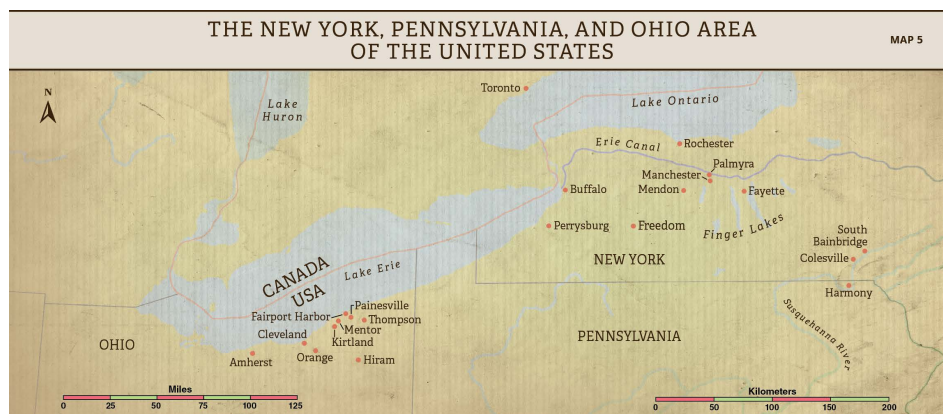 THE NEW YORK, PENNSYLVANIA, AND OHIO AREA
OF THE UNITED STATES
MAP 5
N
Lake
Huron
Toronto
Lake Ontario
Erie Canal
Rochester
Palmyra
Manchester
Mendon
Fayette
Buffalo
Perrysburg
Freedom
Finger Lakes
South
Bainbridge
Colesville
Harmony
NEW YORK
CANADA
USA
Lake Erie
Painesville
Fairport Harbor
Thompson
Mentor
Kirtland
Cleveland
Orange
Hiram
Amherst
OHIO
PENNSYLVANIA
Susquehanna River
Miles
0 25 50 75 100 125
Kilometers
0 50 100 150 200